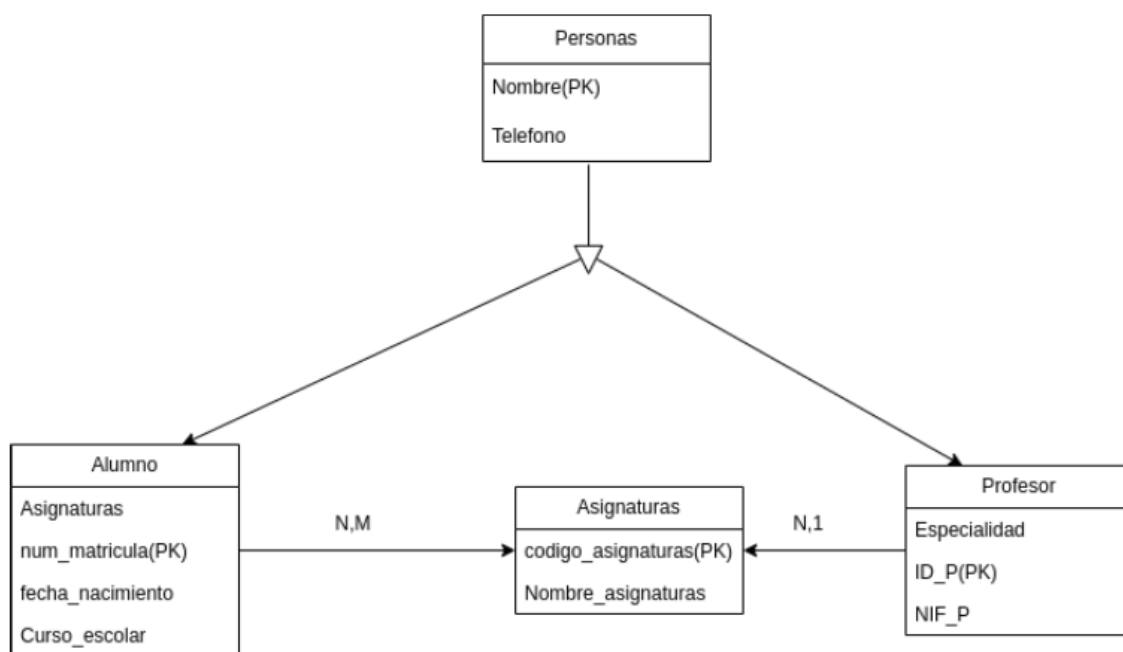 Personas
Nombre(PK)
Telefono
Alumno
Asignaturas
num_matricula(PK)
fecha_nacimiento
Curso_escolar
N,M
Asignaturas
codigo_asignaturas(PK)
Nombre_asignaturas
N,1
Profesor
Especialidad
ID_P(PK)
NIF_P